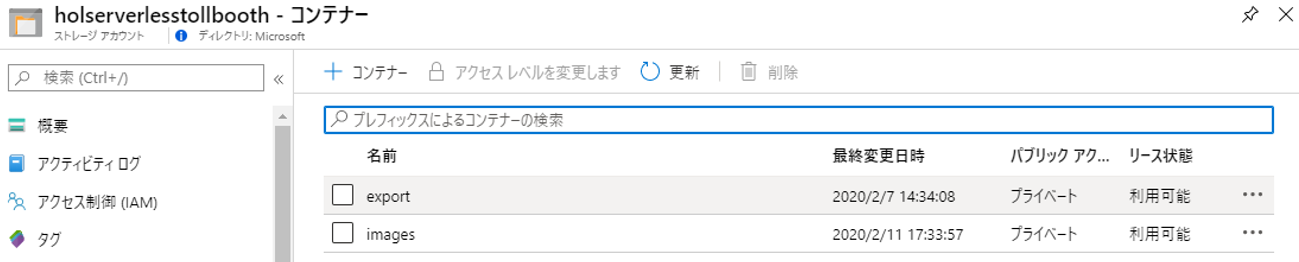 holserverlesstollbooth - コンテナー
ストレージ アカウント ディレクトリ: Microsoft
検索 (Ctrl+/)
概要
アクティビティ ログ
アクセス制御 (IAM)
タグ
コンテナー アクセス レベルを変更します 更新 削除
プレフィックスによるコンテナーの検索
名前 最終変更日時 パブリック アク... リース状態
export 2020/2/7 14:34:08 プライベート 利用可能
images 2020/2/11 17:33:57 プライベート 利用可能